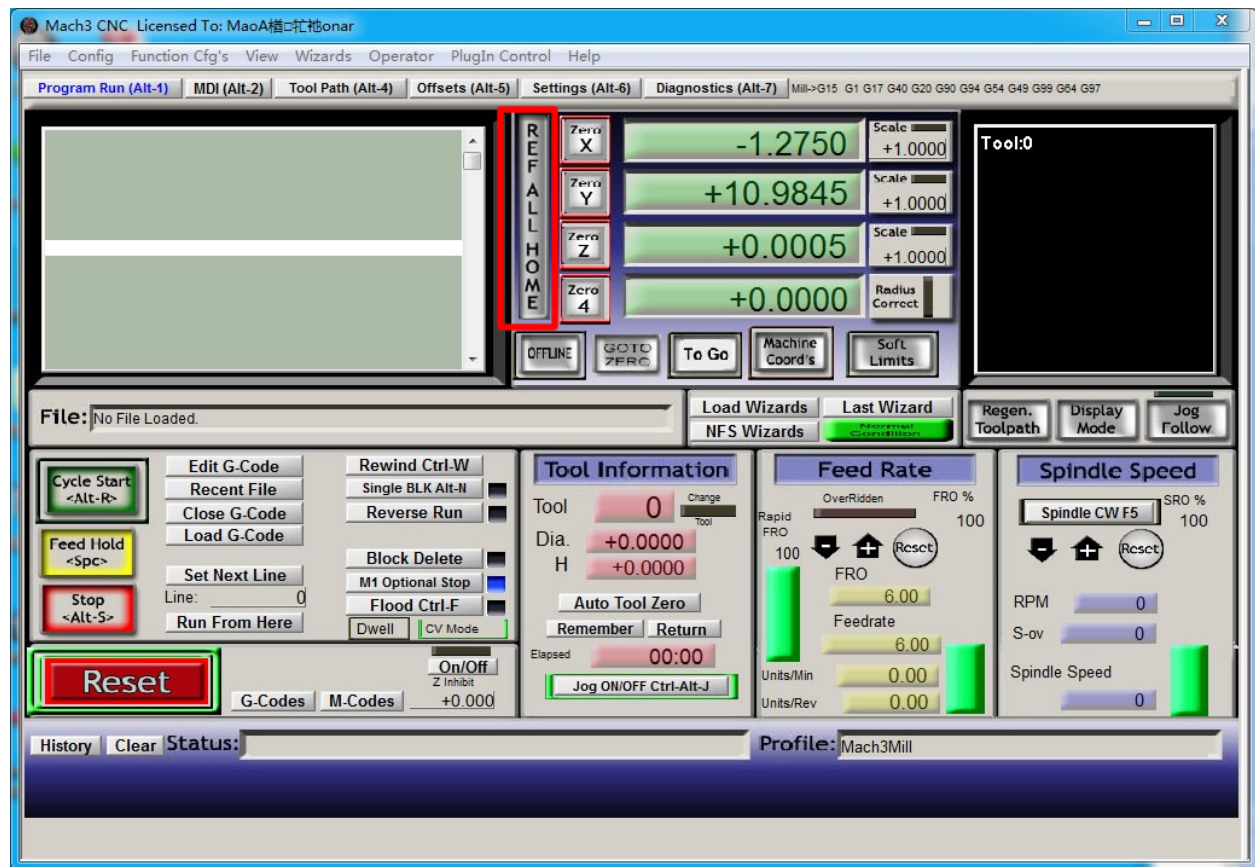 Mach3 CNC Licensed To: MaoA楿□牤衪onar
File Config Function Cfg's View Wizards Operator PlugIn Control Help
Program Run (Alt-1) MDI (Alt-2) Tool Path (Alt-4) Offsets (Alt-5) Settings (Alt-6) Diagnostics (Alt-7) Mill->G15 G1 G17 G40 G20 G90 G94 G54 G49 G99 G64 G97
REF ALL HOME
Zero X -1.2750 Scale +1.0000
Zero Y +10.9845 Scale +1.0000
Zero Z +0.0005 Scale +1.0000
Zero 4 +0.0000 Radius Correct
Tool:0
OFFLINE GOTO ZERO To Go Machine Coord's Soft Limits
File: No File Loaded.
Load Wizards Last Wizard
NFS Wizards Normal Condition
Regen. Toolpath Display Mode Jog Follow
Cycle Start <Alt-R>
Feed Hold <Spc>
Stop <Alt-S>
Edit G-Code
Recent File
Close G-Code
Load G-Code
Set Next Line
Line: 0
Run From Here
Rewind Ctrl-W
Single BLK Alt-N
Reverse Run
Block Delete
M1 Optional Stop
Flood Ctrl-F
Dwell CV Mode
Reset
G-Codes M-Codes
On/Off
Z Inhibit
+0.000
Tool Information
Tool 0 Change Tool
Dia. +0.0000
H +0.0000
Auto Tool Zero
Remember Return
Elapsed 00:00
Jog ON/OFF Ctrl-Alt-J
Feed Rate
OverRidden FRO %
100
Rapid FRO
100
Reset
FRO
6.00
Feedrate
6.00
Units/Min 0.00
Units/Rev 0.00
Spindle Speed
Spindle CW F5 SRO %
100
Reset
RPM 0
S-ov 0
Spindle Speed
0
History Clear Status:
Profile: Mach3Mill